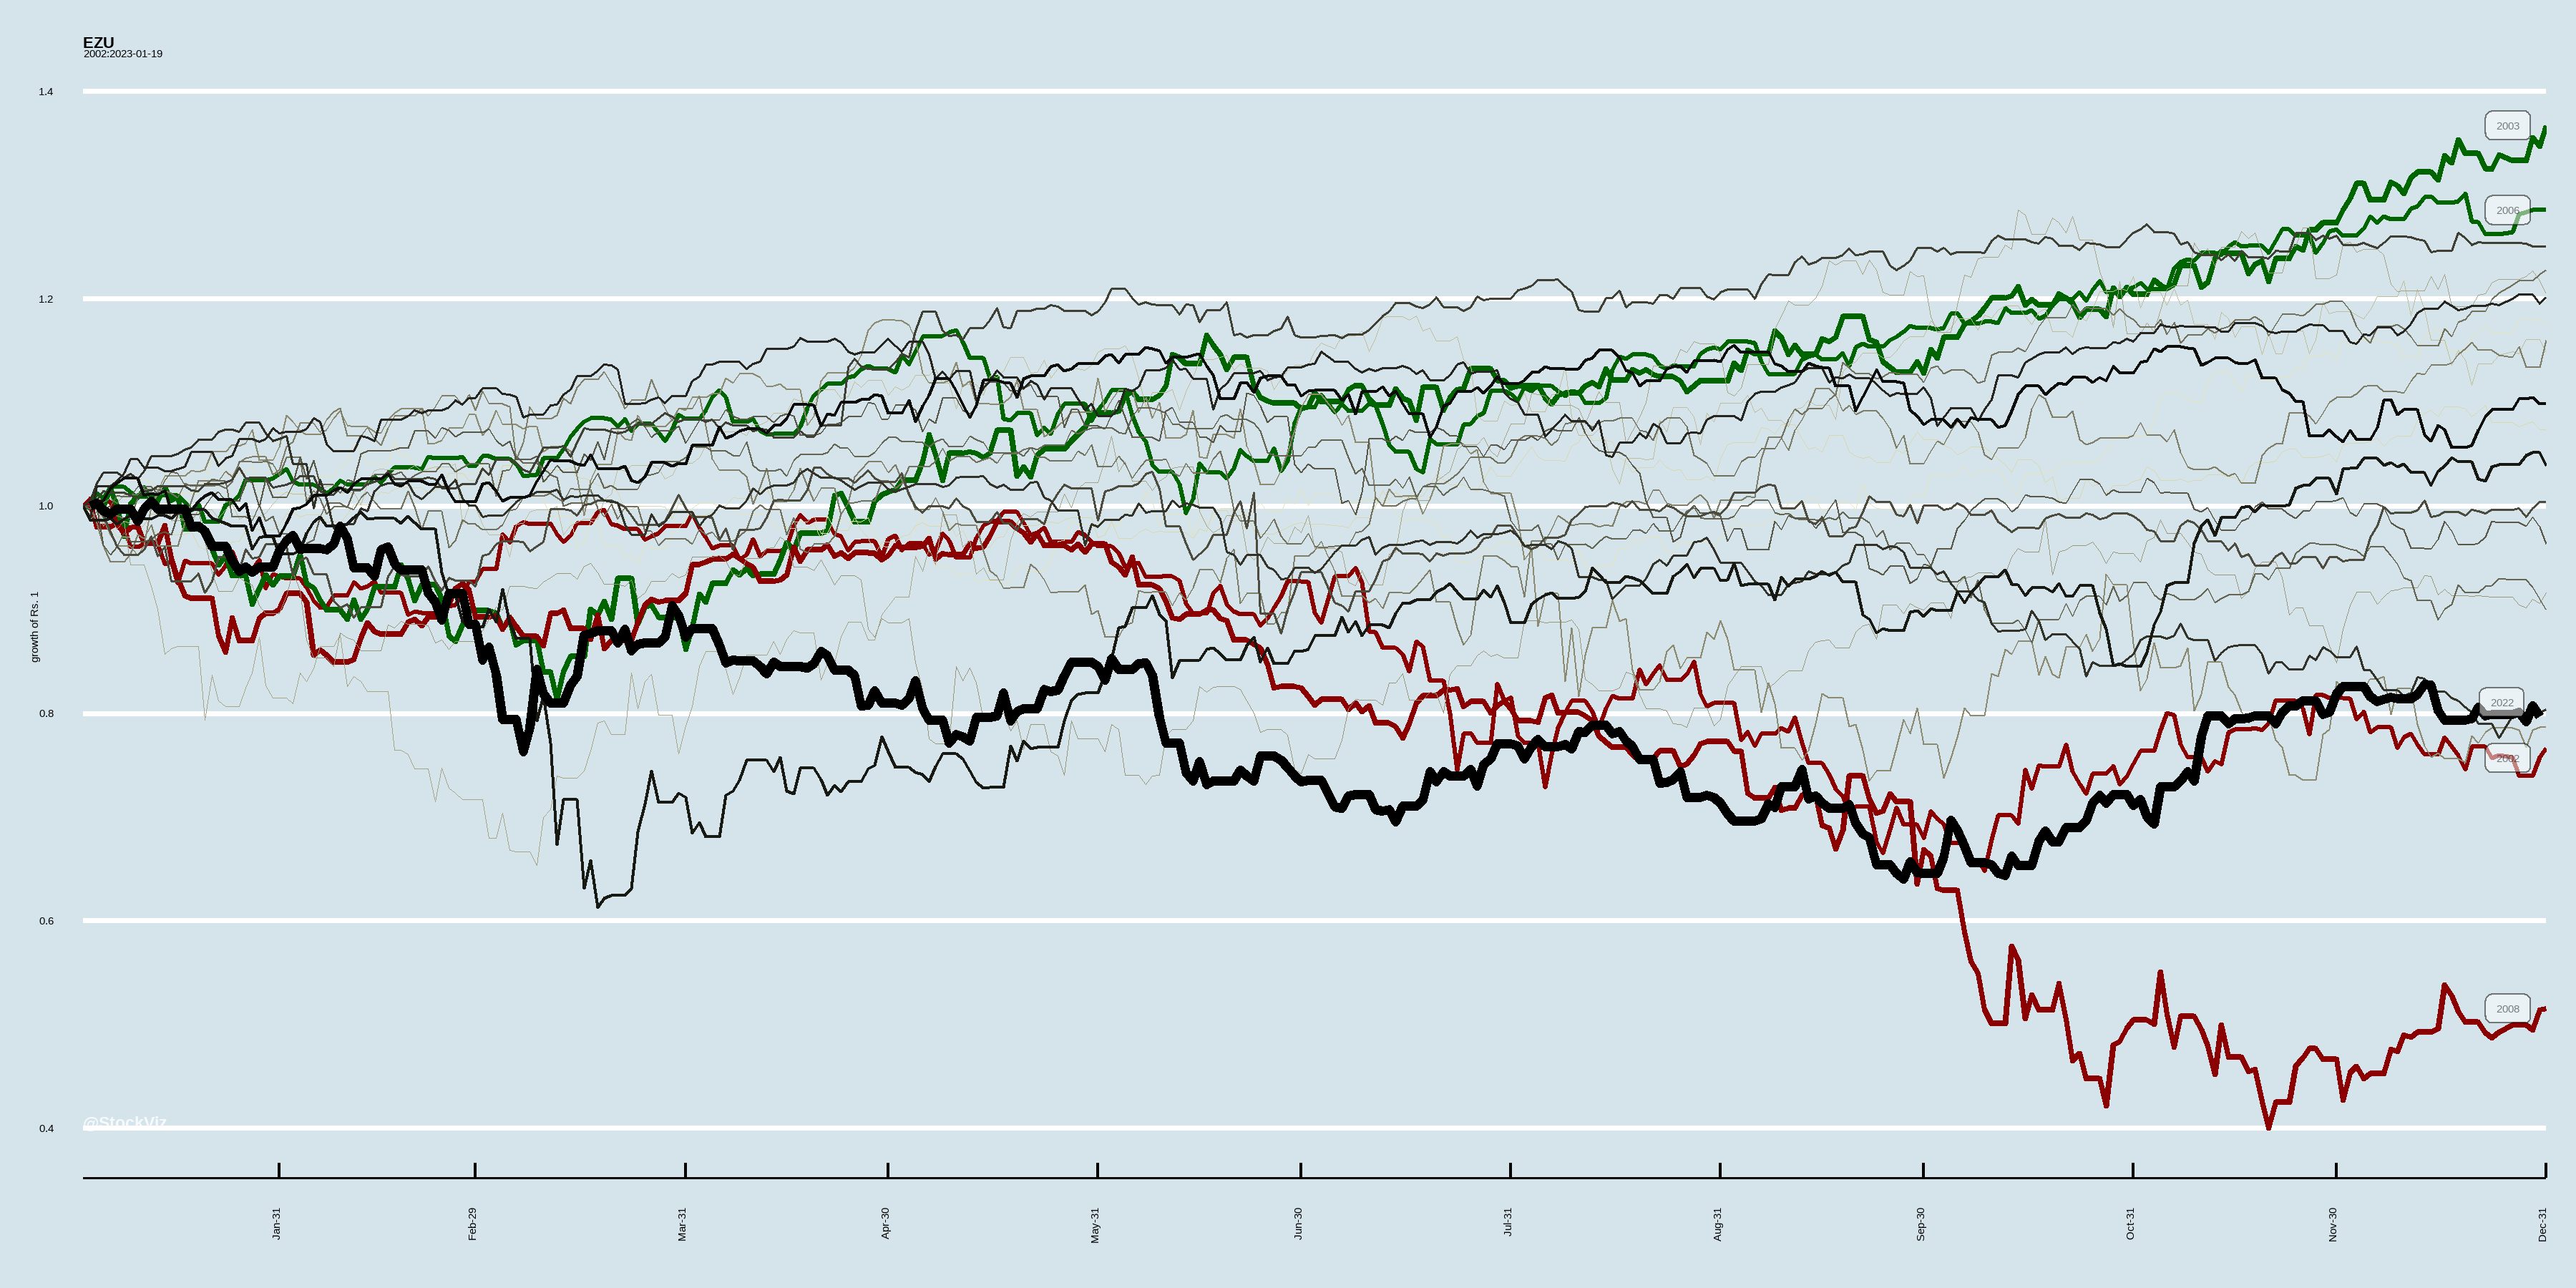 EZU
2002:2023-01-19
1.4
1.2
1.0
0.8
0.6
0.4
growth of Rs. 1
2003
2006
2022
2002
2008
@StockViz
Jan-31
Feb-29
Mar-31
Apr-30
May-31
Jun-30
Jul-31
Aug-31
Sep-30
Oct-31
Nov-30
Dec-31